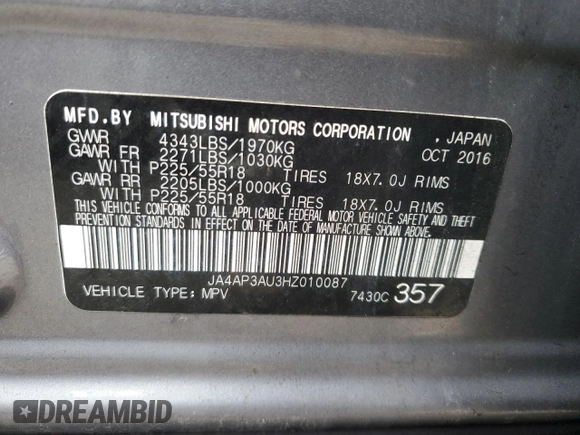 MFD.BY MITSUBISHI MOTORS CORPORATION , JAPAN
GVWR 4343LBS/1970KG OCT 2016
GAWR FR 2271LBS/1030KG
WITH P225/55R18 TIRES 18X7.0J RIMS
GAWR RR 2205LBS/1000KG
WITH P225/55R18 TIRES 18X7.0J RIMS
THIS VEHICLE CONFORMS TO ALL APPLICABLE FEDERAL MOTOR VEHICLE SAFETY AND THEFT
PREVENTION STANDARDS IN EFFECT ON THE DATE OF MANUFACTURE SHOWN ABOVE.
JA4AP3AU3HZ010087
VEHICLE TYPE: MPV 7430C 357
DREAMBID